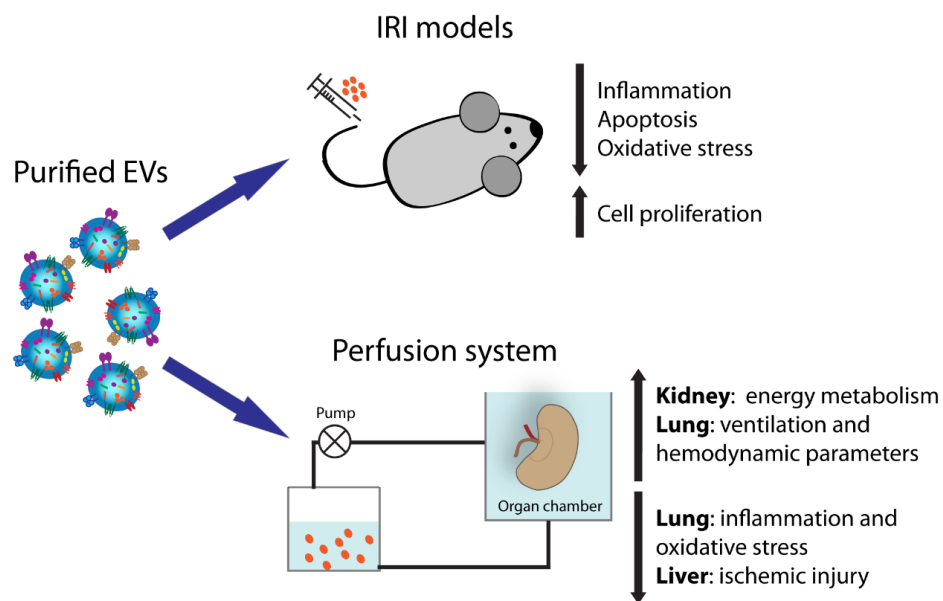 IRI models
Inflammation
Apoptosis
Oxidative stress
Cell proliferation
Purified EVs
Perfusion system
Pump
Organ chamber
Kidney: energy metabolism
Lung: ventilation and
hemodynamic parameters
Lung: inflammation and
oxidative stress
Liver: ischemic injury